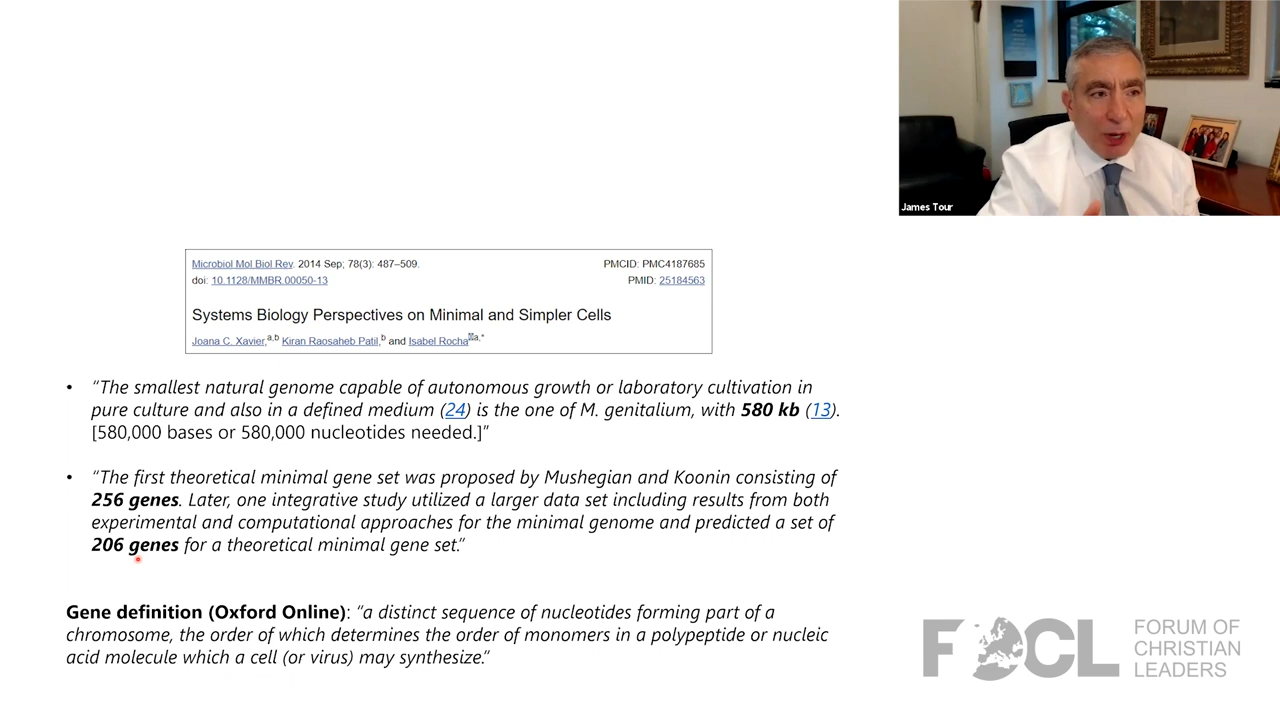 James Tour
Microbiol Mol Biol Rev. 2014 Sep; 78(3): 487–509. PMCID: PMC4187685
doi: 10.1128/MMBR.00050-13 PMID: 25184563
Systems Biology Perspectives on Minimal and Simpler Cells
Joana C. Xavier,a,b Kiran Raosaheb Patil,b and Isabel Rochaa,*
• “The smallest natural genome capable of autonomous growth or laboratory cultivation in
pure culture and also in a defined medium (24) is the one of M. genitalium, with 580 kb (13).
[580,000 bases or 580,000 nucleotides needed.]”
• “The first theoretical minimal gene set was proposed by Mushegian and Koonin consisting of
256 genes. Later, one integrative study utilized a larger data set including results from both
experimental and computational approaches for the minimal genome and predicted a set of
206 genes for a theoretical minimal gene set.”
Gene definition (Oxford Online): “a distinct sequence of nucleotides forming part of a
chromosome, the order of which determines the order of monomers in a polypeptide or nucleic
acid molecule which a cell (or virus) may synthesize.”
FOCL
FORUM OF
CHRISTIAN
LEADERS